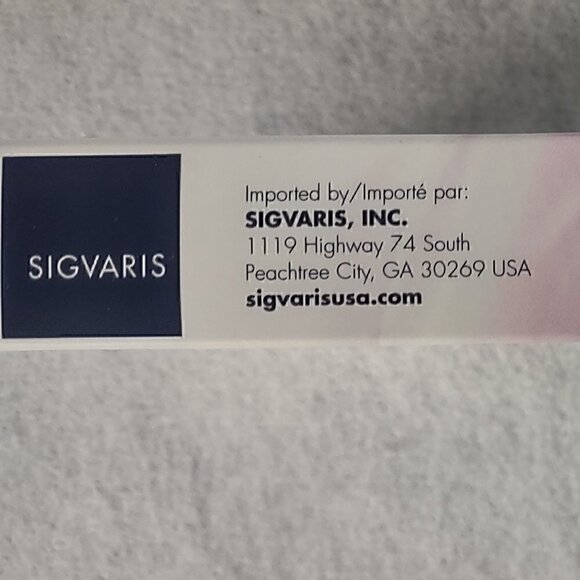 SIGVARIS
Imported by/Importé par:
SIGVARIS, INC.
1119 Highway 74 South
Peachtree City, GA 30269 USA
sigvarisusa.com